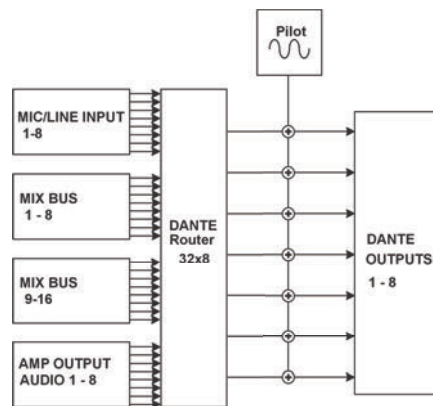 Pilot
MIC/LINE INPUT
1-8
MIX BUS
1 - 8
MIX BUS
9-16
AMP OUTPUT
AUDIO 1 - 8
DANTE
Router
32x8
DANTE
OUTPUTS
1 - 8